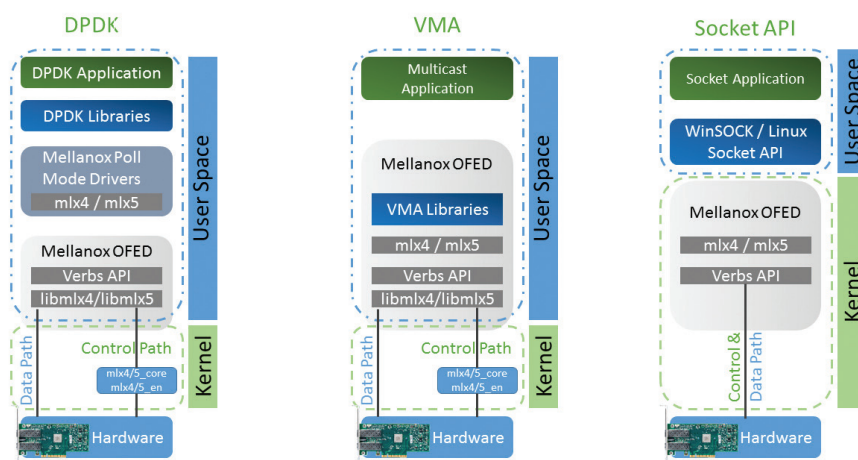 DPDK
DPDK Application
DPDK Libraries
Mellanox Poll
Mode Drivers
mlx4 / mlx5
Mellanox OFED
Verbs API
libmlx4/libmlx5
User Space
Data Path
Control Path
mlx4/5_core
mlx4/5_en
Kernel
Hardware
VMA
Multicast
Application
Mellanox OFED
VMA Libraries
mlx4 / mlx5
Verbs API
libmlx4/libmlx5
User Space
Data Path
Control Path
mlx4/5_core
mlx4/5_en
Kernel
Hardware
Socket API
Socket Application
WinSOCK / Linux
Socket API
User Space
Mellanox OFED
mlx4 / mlx5
Verbs API
Control &
Data Path
Kernel
Hardware